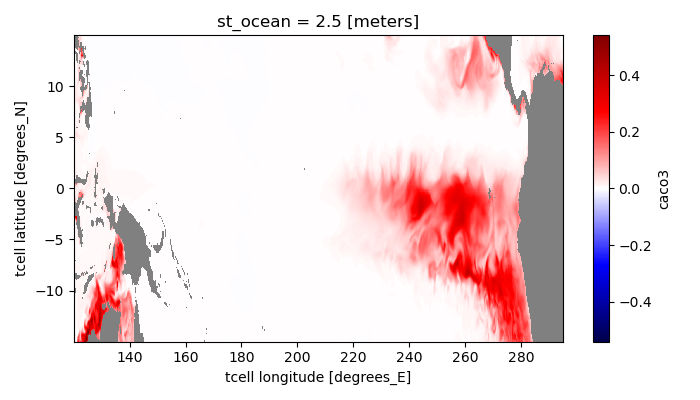 st_ocean = 2.5 [meters]
10
5
0
−5
−10
tcell latitude [degrees_N]
140 160 180 200 220 240 260 280
tcell longitude [degrees_E]
0.4
0.2
0.0
−0.2
−0.4
caco3